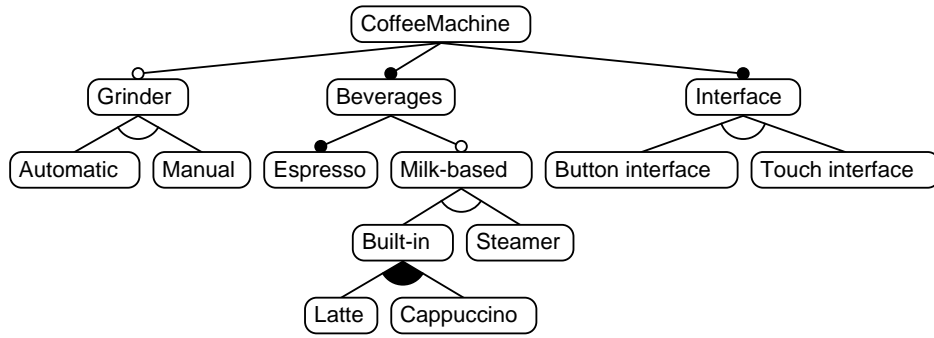 CoffeeMachine
Grinder
Beverages
Interface
Automatic
Manual
Espresso
Milk-based
Button interface
Touch interface
Built-in
Steamer
Latte
Cappuccino